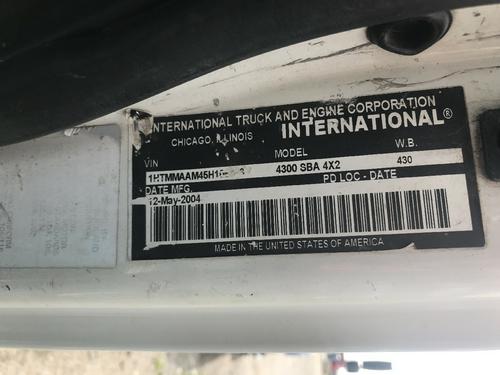 INTERNATIONAL TRUCK AND ENGINE CORPORATION
CHICAGO, ILLINOIS
INTERNATIONAL®
VIN MODEL W.B.
4300 SBA 4X2 430
DATE MFG PD LOC - DATE
12-May-2004
MADE IN THE UNITED STATES OF AMERICA